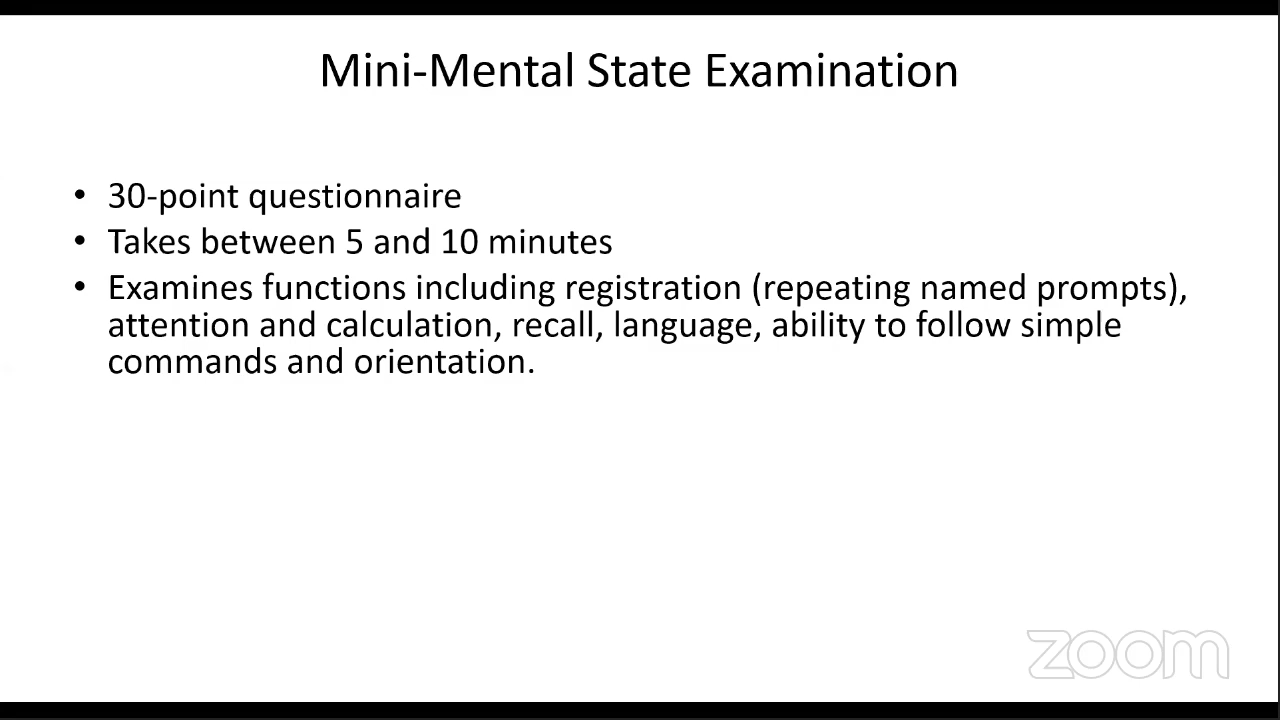 Mini-Mental State Examination
• 30-point questionnaire
• Takes between 5 and 10 minutes
• Examines functions including registration (repeating named prompts),
attention and calculation, recall, language, ability to follow simple
commands and orientation.
zoom